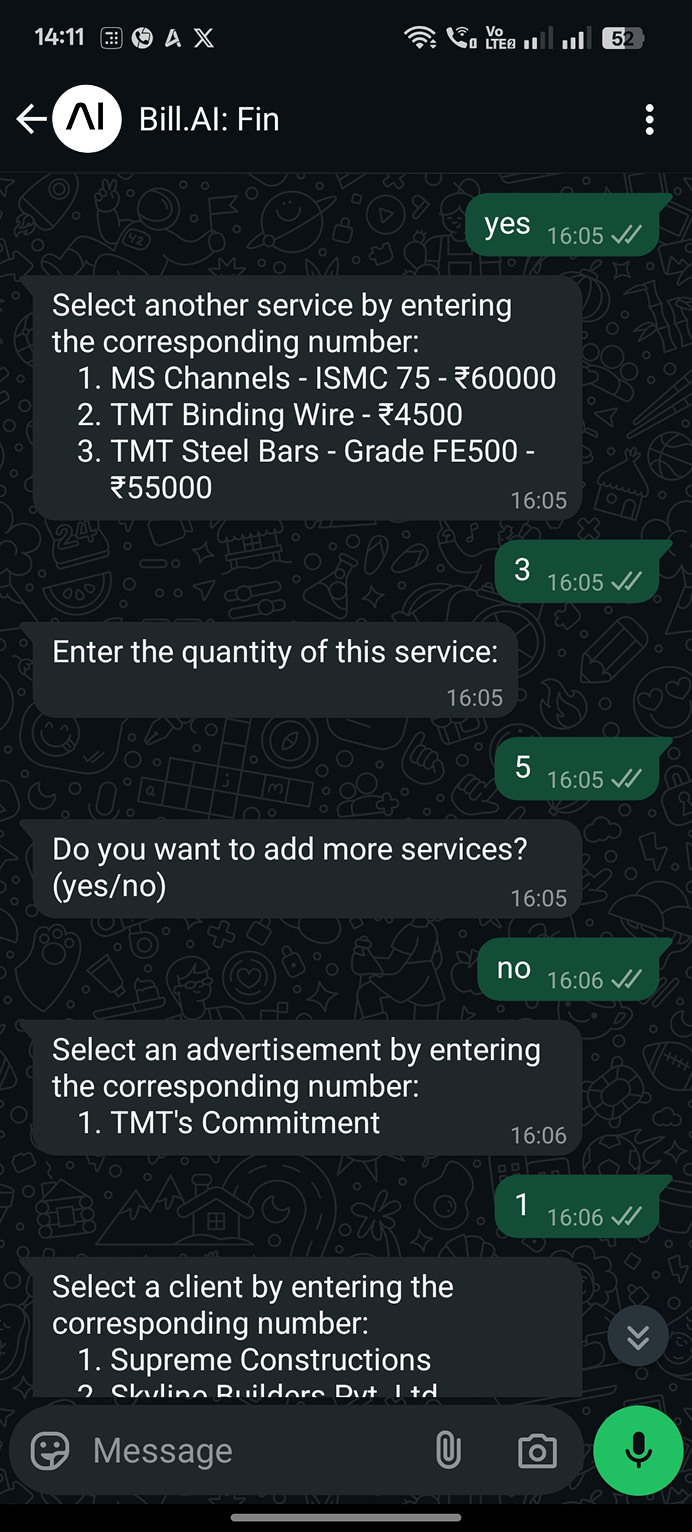 14:11
Vo
LTE2
52
AI Bill.AI: Fin
yes 16:05
Select another service by entering
the corresponding number:
1. MS Channels - ISMC 75 - ₹60000
2. TMT Binding Wire - ₹4500
3. TMT Steel Bars - Grade FE500 -
₹55000
16:05
3 16:05
Enter the quantity of this service:
16:05
5 16:05
Do you want to add more services?
(yes/no)
16:05
no 16:06
Select an advertisement by entering
the corresponding number:
1. TMT's Commitment
16:06
1 16:06
Select a client by entering the
corresponding number:
1. Supreme Constructions
2. Skyline Builders Pvt. Ltd
Message